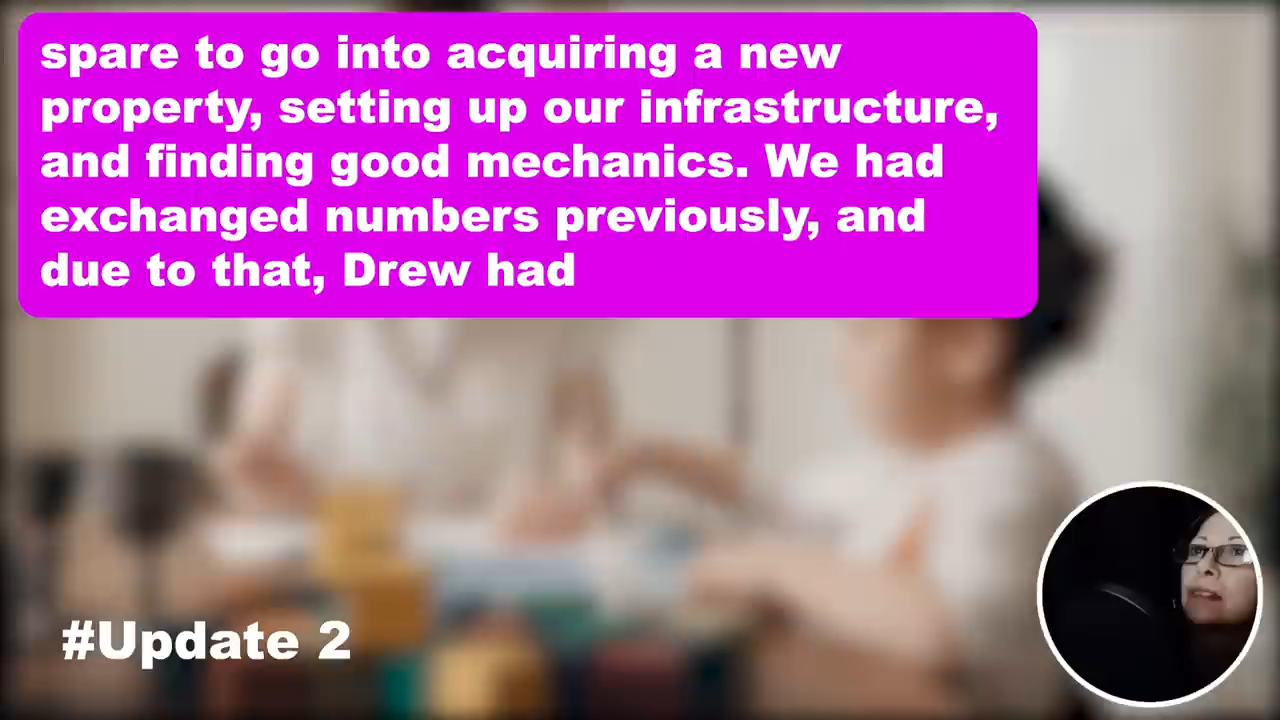 spare to go into acquiring a new
property, setting up our infrastructure,
and finding good mechanics. We had
exchanged numbers previously, and
due to that, Drew had
#Update 2